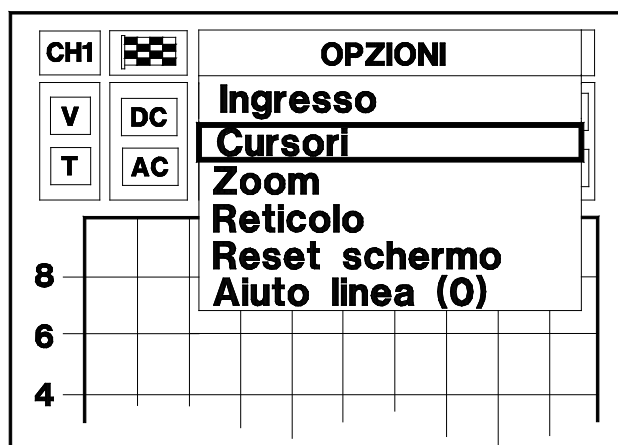 CH1
OPZIONI
V
DC
T
AC
Ingresso
Cursori
Zoom
Reticolo
Reset schermo
Aiuto linea (0)
8
6
4